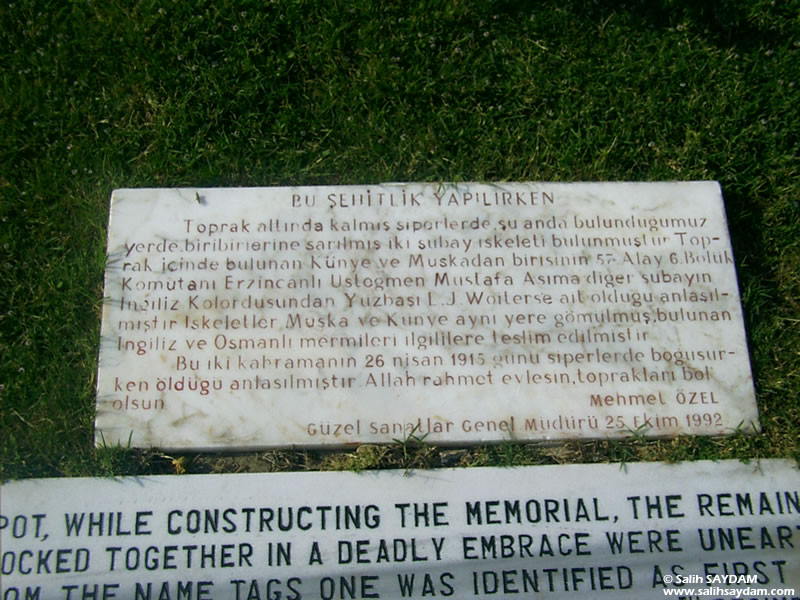 BU ŞEHİTLİK YAPILIRKEN
Toprak altında kalmış siperlerde, şu anda bulunduğumuz
yerde, biribirlerine sarılmış iki subay iskeleti bulunmuştur Top-
rak içinde bulunan Künye ve Muskadan birisinin 57. Alay 6. Bölük
Komutanı Erzincanlı Üsteğmen Mustafa Asıma diğer subayın
İngiliz Kolordusundan Yüzbaşı L.J. Woiterse ait olduğu anlaşıl-
mıştır İskeletler, Muska ve Künye aynı yere gömülmüş, bulunan
İngiliz ve Osmanlı mermileri ilgililere teslim edilmiştir
Bu iki kahramanın 26 nisan 1915 günü siperlerde boğuşur-
ken öldüğü anlaşılmıştır. Allah rahmet eylesin, toprakları bol
olsun
Mehmet ÖZEL
Güzel Sanatlar Genel Müdürü 25 Ekim 1992
POT, WHILE CONSTRUCTING THE MEMORIAL, THE REMAIN
OCKED TOGETHER IN A DEADLY EMBRACE WERE UNEART
OM THE NAME TAGS ONE WAS IDENTIFIED AS FIRST
© Salih SAYDAM
www.salihsaydam.com